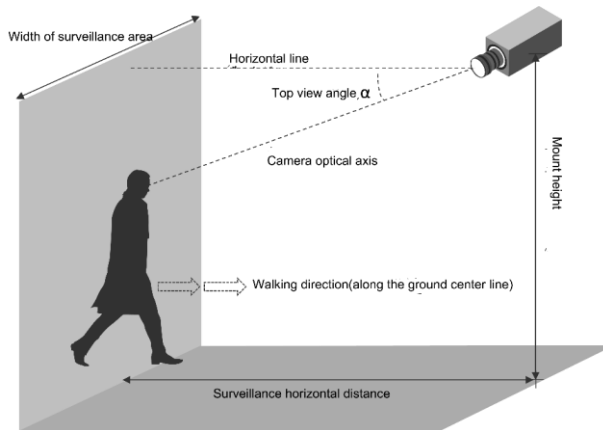 Width of surveillance area
Horizontal line
Top view angle, α
Camera optical axis
Mount height
Walking direction(along the ground center line)
Surveillance horizontal distance